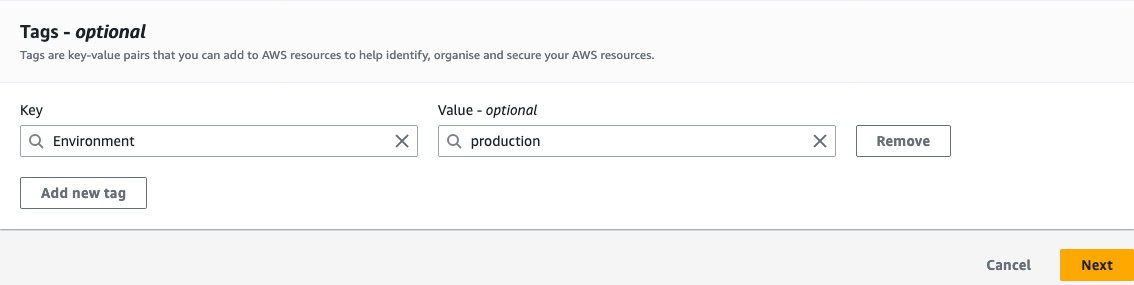 Tags - optional
Tags are key-value pairs that you can add to AWS resources to help identify, organise and secure your AWS resources.
Key Value - optional
Environment production Remove
Add new tag
Cancel Next